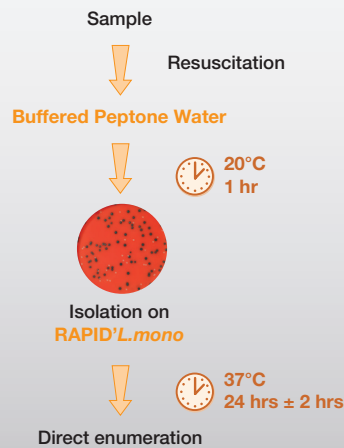 Sample
Resuscitation
Buffered Peptone Water
20°C
1 hr
Isolation on
RAPID'L.mono
37°C
24 hrs ± 2 hrs
Direct enumeration